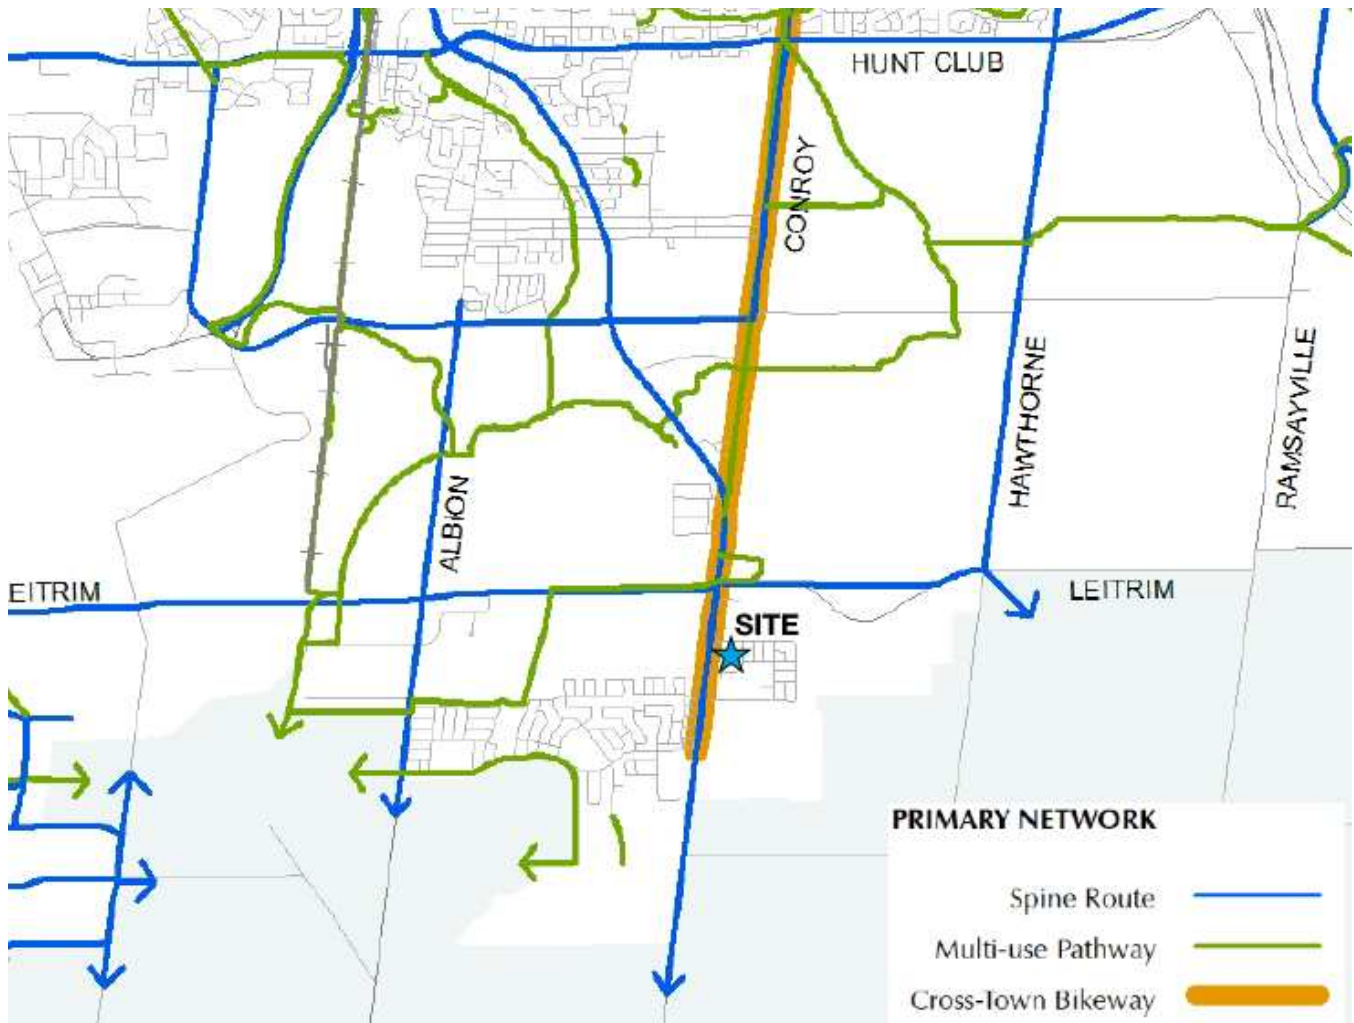 HUNT CLUB
CONROY
HAWTHORNE
RAMSAYVILLE
ALBION
EITRIM
LEITRIM
SITE
PRIMARY NETWORK
Spine Route
Multi-use Pathway
Cross-Town Bikeway